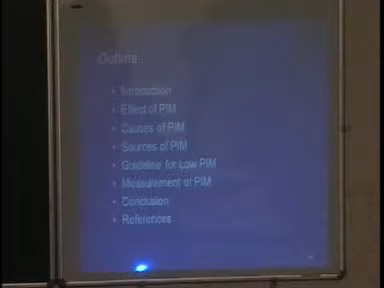 Outline
• Introduction
• Effect of PIM
• Causes of PIM
• Sources of PIM
• Guideline for Low PIM
• Measurement of PIM
• Conclusion
• References